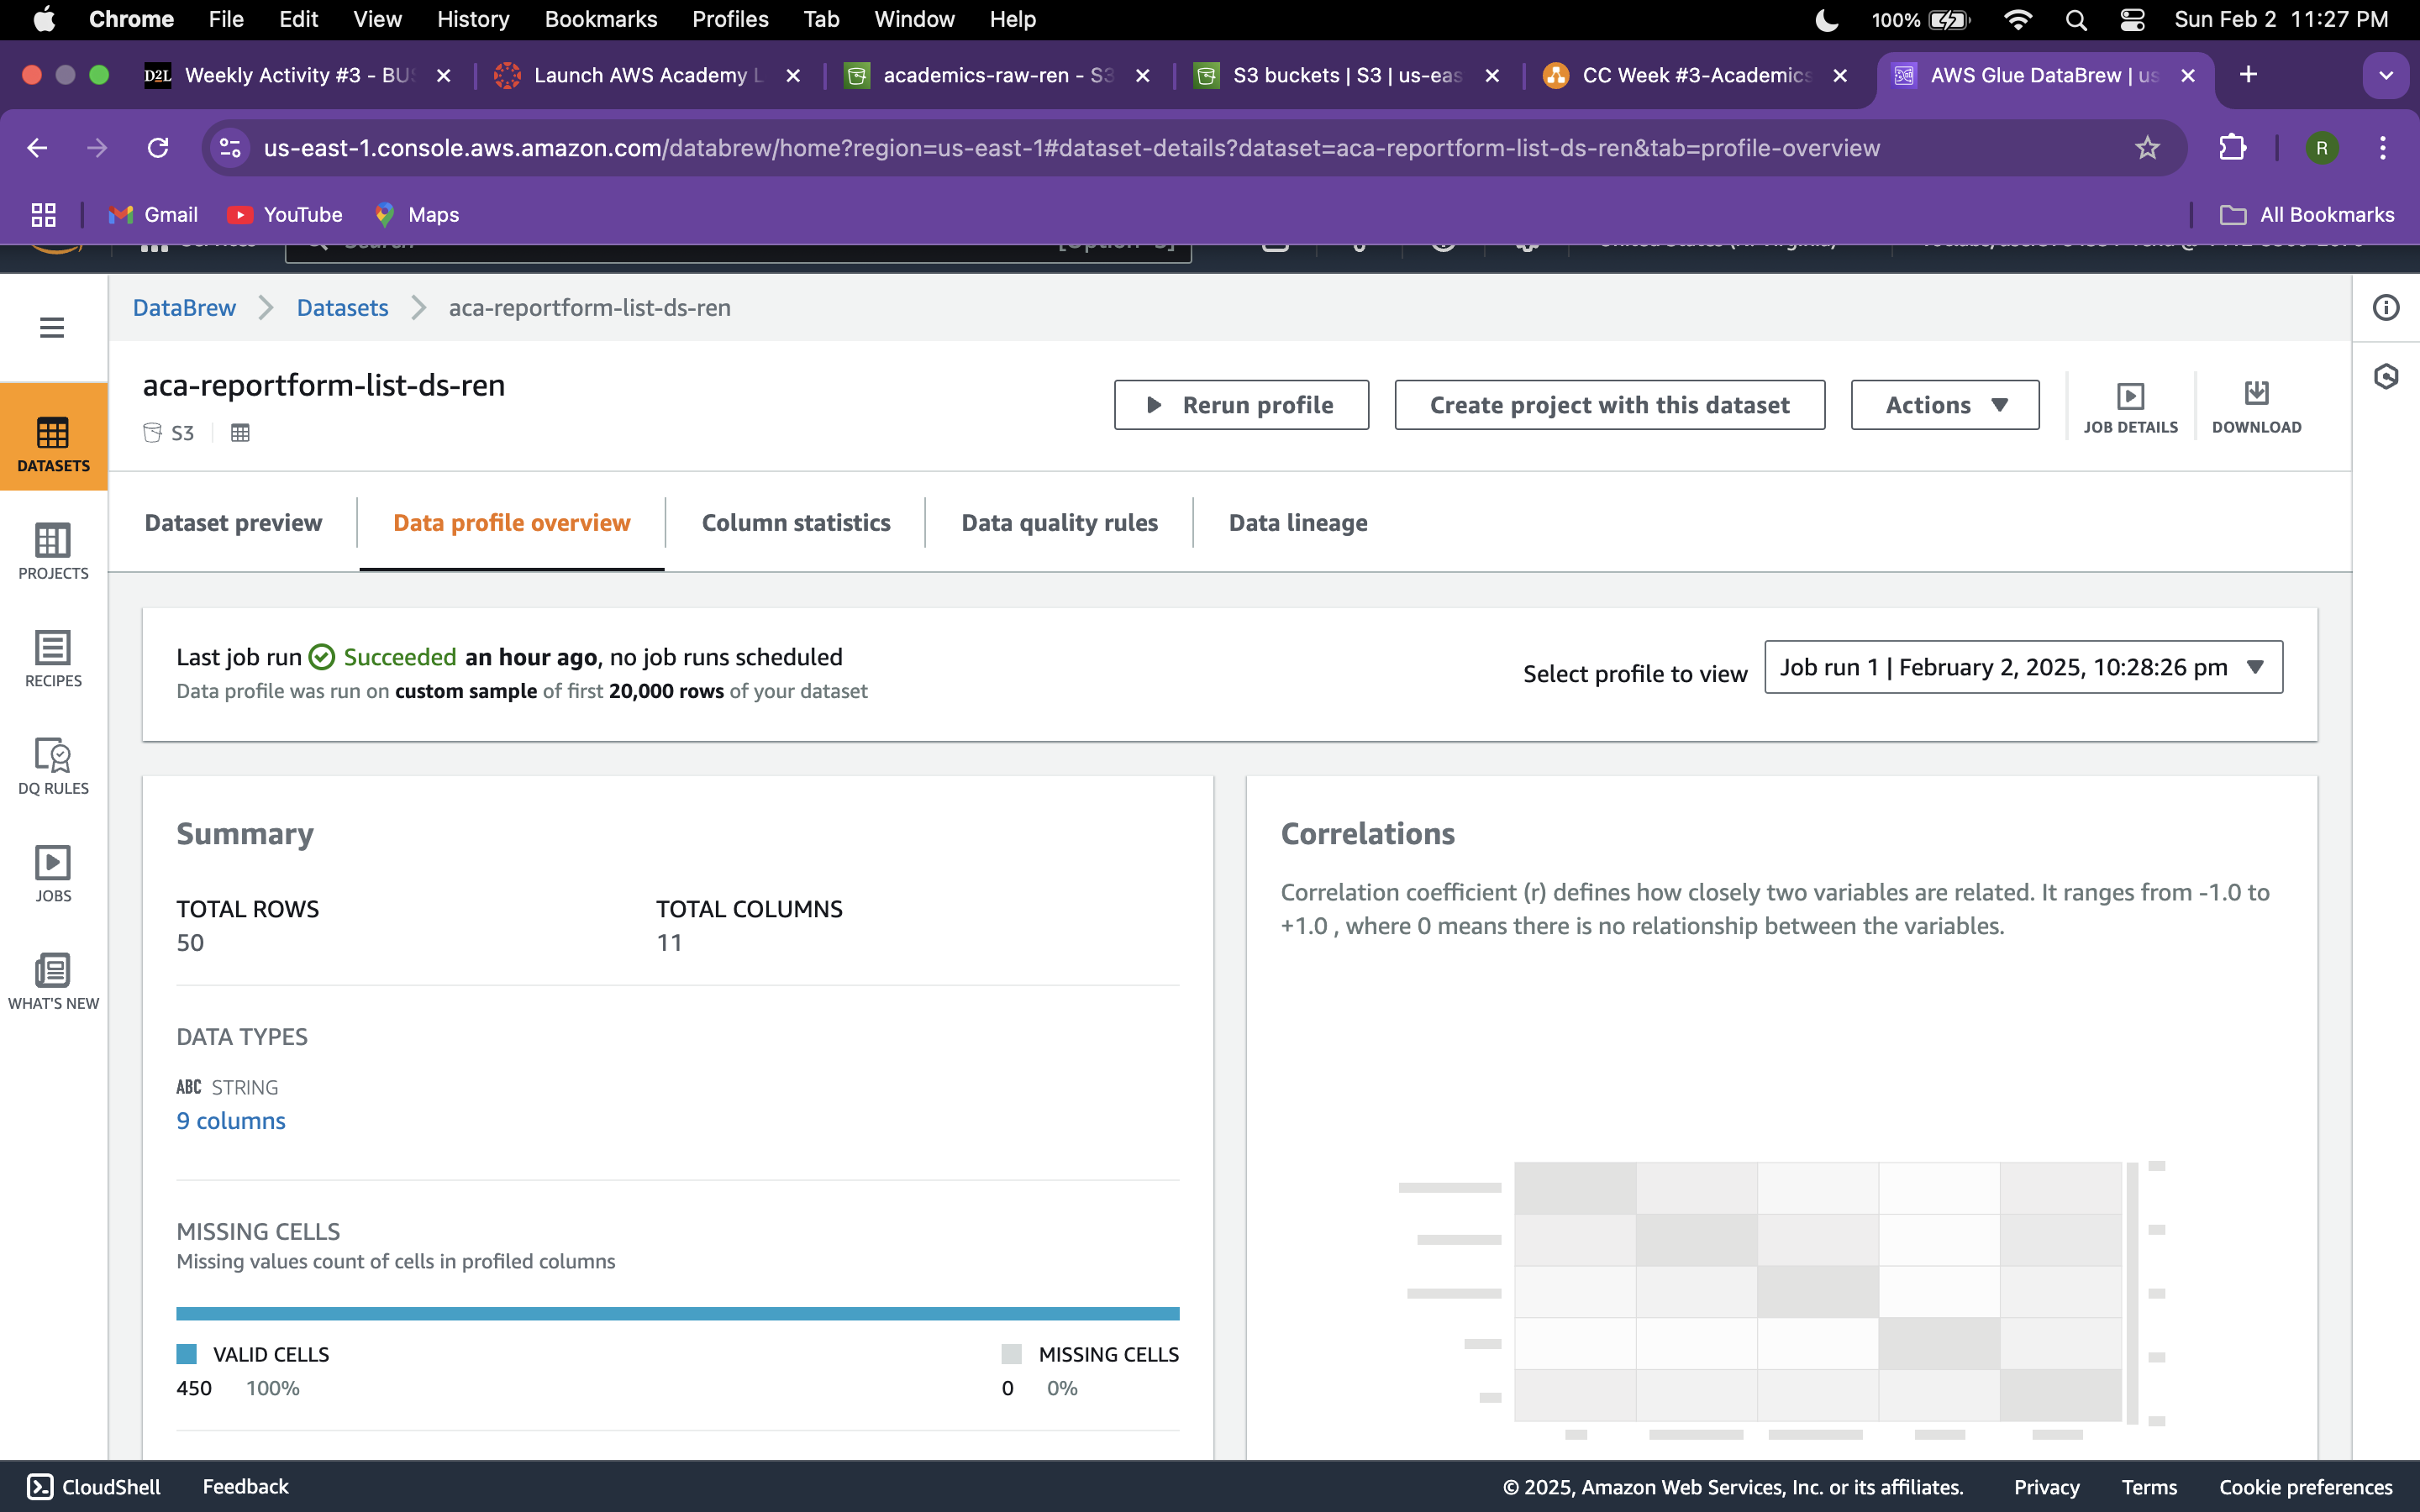 Chrome File Edit View History Bookmarks Profiles Tab Window Help 100% Sun Feb 2 11:27 PM
D2L Weekly Activity #3 - BUS Launch AWS Academy L academics-raw-ren - S3 S3 buckets | S3 | us-eas CC Week #3-Academics AWS Glue DataBrew | us
us-east-1.console.aws.amazon.com/databrew/home?region=us-east-1#dataset-details?dataset=aca-reportform-list-ds-ren&tab=profile-overview R
Gmail YouTube Maps All Bookmarks
DataBrew Datasets aca-reportform-list-ds-ren
aca-reportform-list-ds-ren
S3
Rerun profile Create project with this dataset Actions JOB DETAILS DOWNLOAD
DATASETS
PROJECTS
RECIPES
DQ RULES
JOBS
WHAT'S NEW
Dataset preview Data profile overview Column statistics Data quality rules Data lineage
Last job run Succeeded an hour ago, no job runs scheduled
Data profile was run on custom sample of first 20,000 rows of your dataset
Select profile to view Job run 1 | February 2, 2025, 10:28:26 pm
Summary
TOTAL ROWS TOTAL COLUMNS
50 11
DATA TYPES
ABC STRING
9 columns
MISSING CELLS
Missing values count of cells in profiled columns
VALID CELLS MISSING CELLS
450 100% 0 0%
Correlations
Correlation coefficient (r) defines how closely two variables are related. It ranges from -1.0 to
+1.0 , where 0 means there is no relationship between the variables.
CloudShell Feedback © 2025, Amazon Web Services, Inc. or its affiliates. Privacy Terms Cookie preferences